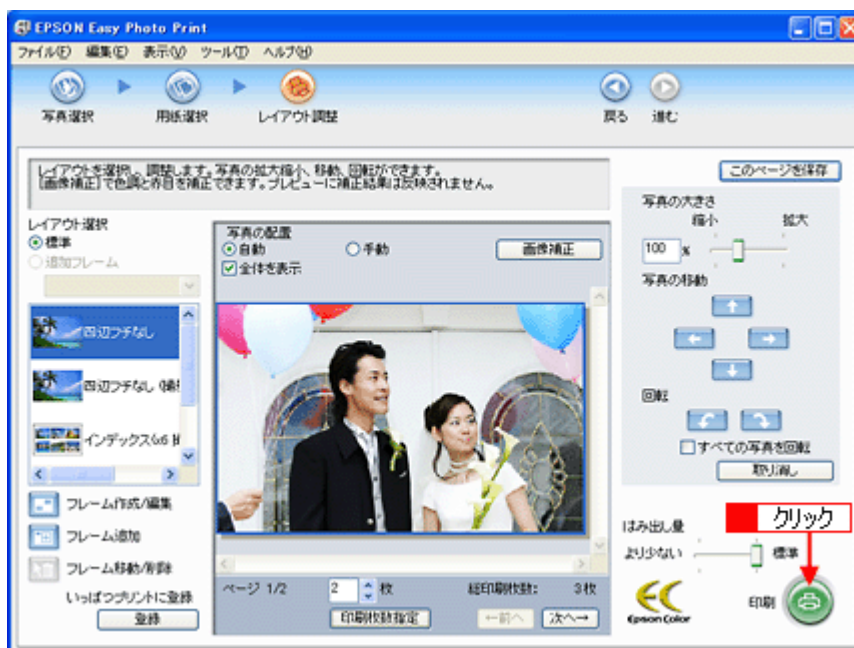 EPSON Easy Photo Print
ファイル(F) 編集(E) 表示(V) ツール(T) ヘルプ(H)
写真選択 用紙選択 レイアウト調整 戻る 進む
レイアウトを選択し、調整します。写真の拡大縮小、移動、回転ができます。
[画像補正]で色調と赤目を補正できます。プレビューに補正結果は反映されません。
このページを保存
レイアウト選択
標準
追加フレーム
四辺フチなし
四辺フチなし
インデックス
フレーム作成/編集
フレーム追加
フレーム移動/削除
いっぱつプリントに登録
登録
写真の配置
自動 手動 画像補正
全体を表示
ページ 1/2 2 枚 総印刷枚数: 3枚
印刷枚数指定 ←前へ 次へ→
写真の大きさ
縮小 拡大
100 %
写真の移動
回転
すべての写真を回転
取り消し
はみ出し量
クリック
より少ない 標準
Epson Color
印刷